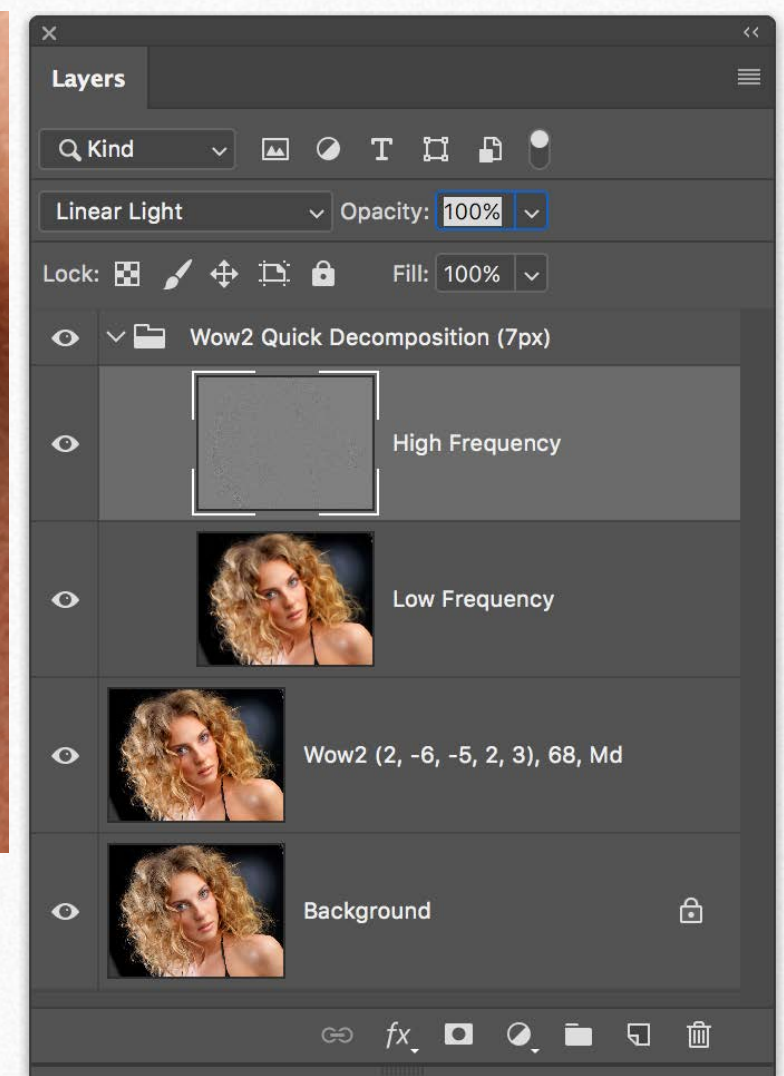 Layers
Kind
Linear Light Opacity: 100%
Lock: Fill: 100%
Wow2 Quick Decomposition (7px)
High Frequency
Low Frequency
Wow2 (2, -6, -5, 2, 3), 68, Md
Background
fx